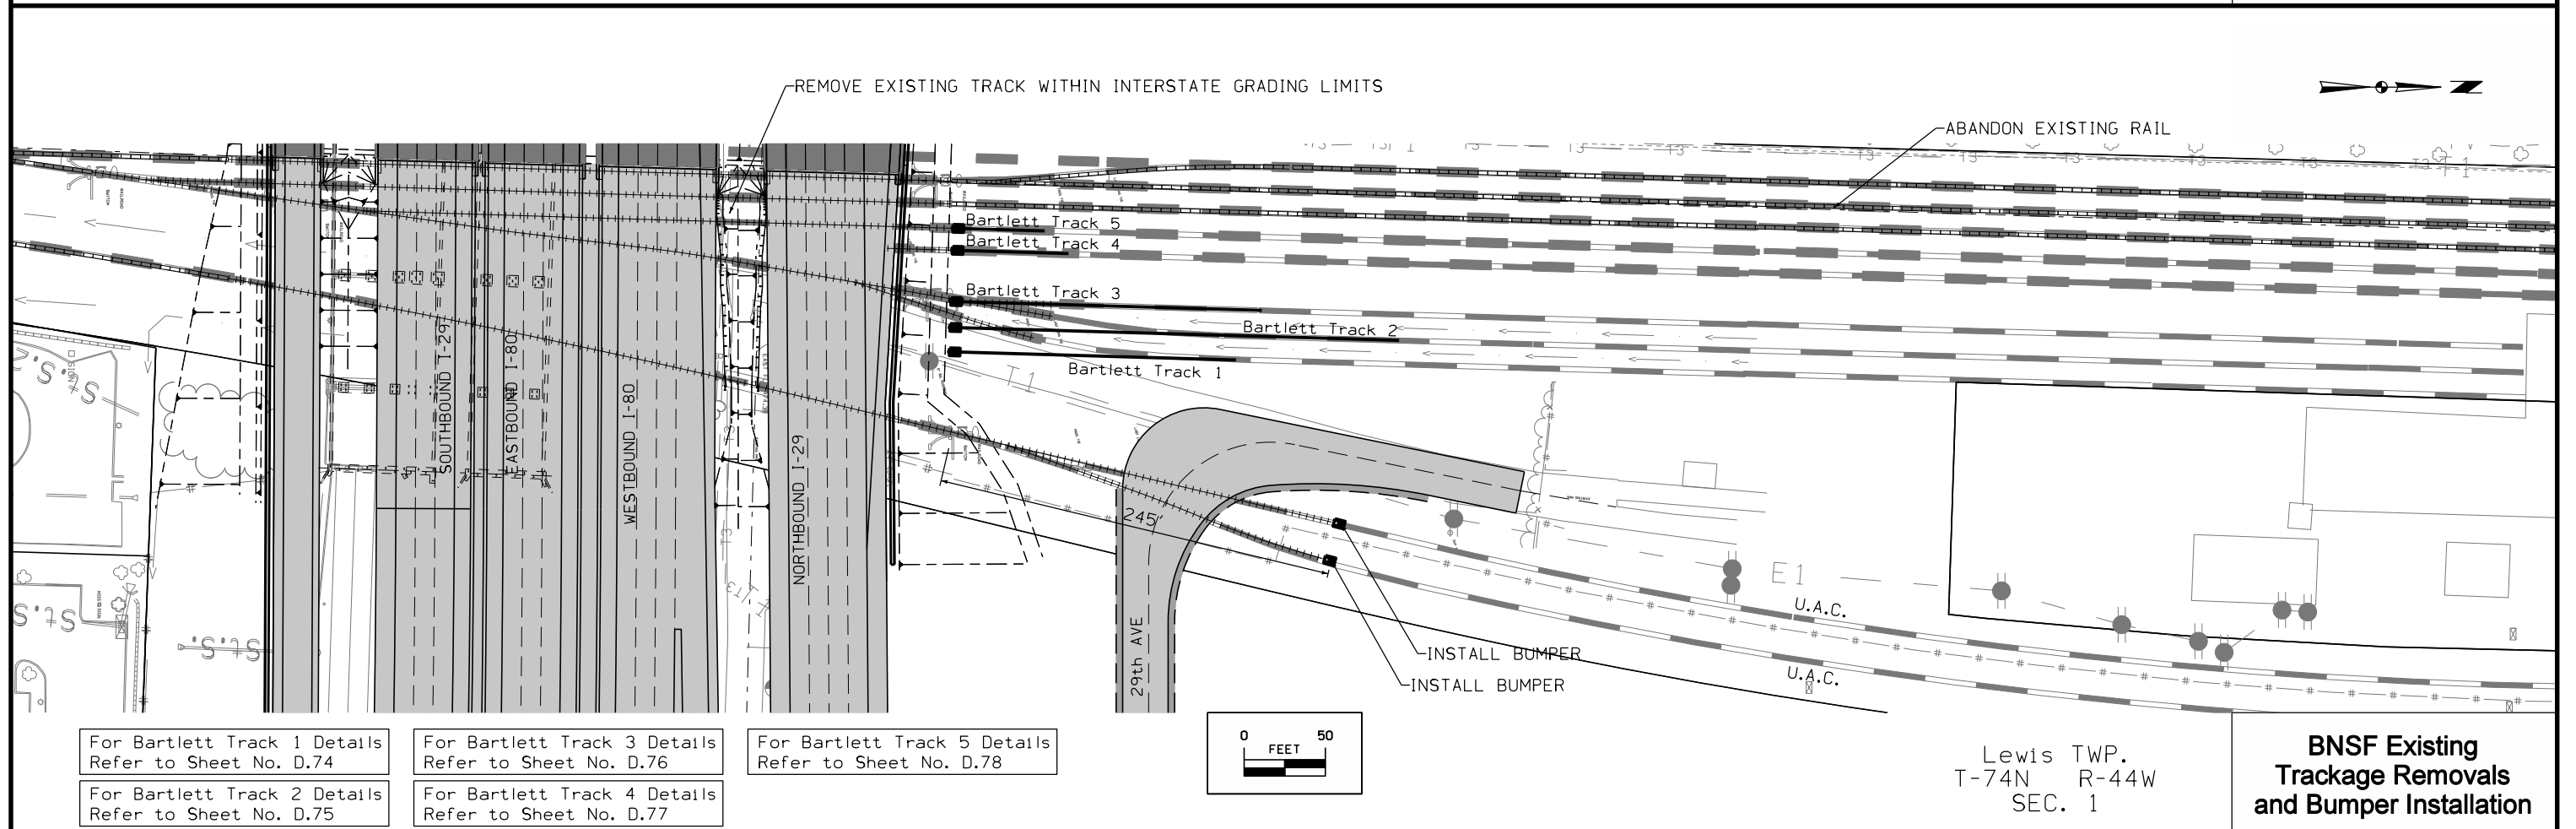 REMOVE EXISTING TRACK WITHIN INTERSTATE GRADING LIMITS
ABANDON EXISTING RAIL
Bartlett Track 5
Bartlett Track 4
Bartlett Track 3
Bartlett Track 2
Bartlett Track 1
T1
SOUTHBOUND I-29
EASTBOUND I-80
WESTBOUND I-80
NORTHBOUND I-29
245'
29th AVE
E1
U.A.C.
U.A.C.
INSTALL BUMPER
INSTALL BUMPER
For Bartlett Track 1 Details
Refer to Sheet No. D.74
For Bartlett Track 3 Details
Refer to Sheet No. D.76
For Bartlett Track 5 Details
Refer to Sheet No. D.78
For Bartlett Track 2 Details
Refer to Sheet No. D.75
For Bartlett Track 4 Details
Refer to Sheet No. D.77
0 50
FEET
Lewis TWP.
T-74N R-44W
SEC. 1
BNSF Existing
Trackage Removals
and Bumper Installation